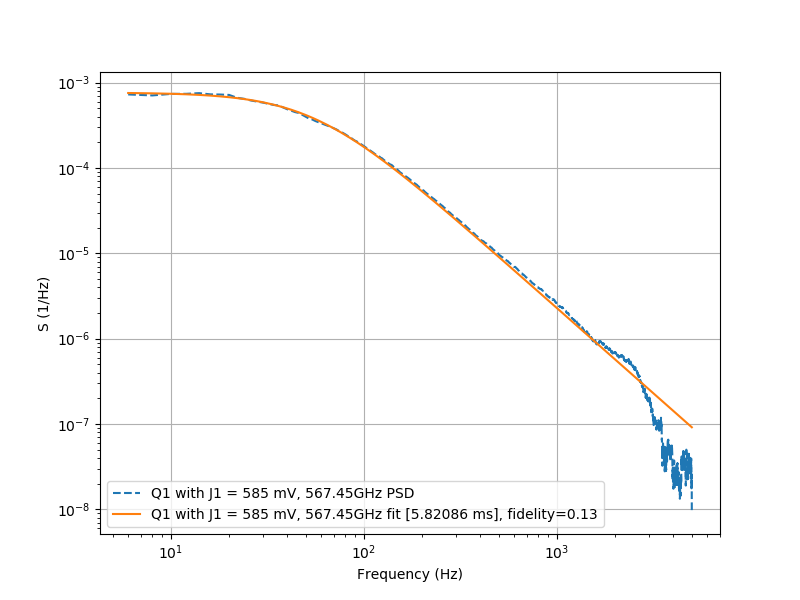 10⁻³
10⁻⁴
10⁻⁵
10⁻⁶
10⁻⁷
10⁻⁸
S (1/Hz)
Q1 with J1 = 585 mV, 567.45GHz PSD
Q1 with J1 = 585 mV, 567.45GHz fit [5.82086 ms], fidelity=0.13
10¹ 10² 10³
Frequency (Hz)